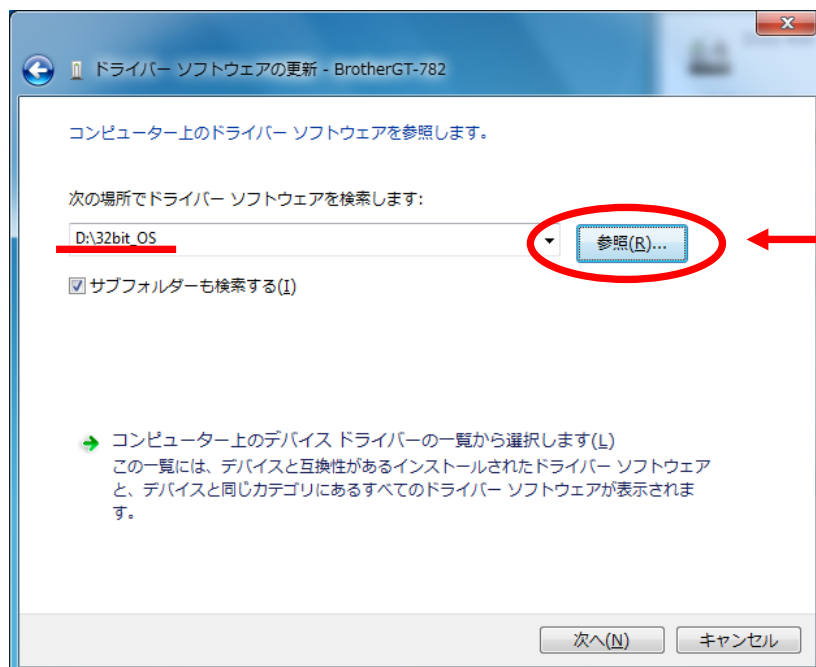 ドライバー ソフトウェアの更新 - BrotherGT-782
コンピューター上のドライバー ソフトウェアを参照します。
次の場所でドライバー ソフトウェアを検索します:
D:\32bit_OS
参照(R)...
サブフォルダーも検索する(I)
コンピューター上のデバイス ドライバーの一覧から選択します(L)
この一覧には、デバイスと互換性があるインストールされたドライバー ソフトウェア
と、デバイスと同じカテゴリにあるすべてのドライバー ソフトウェアが表示されま
す。
次へ(N)
キャンセル